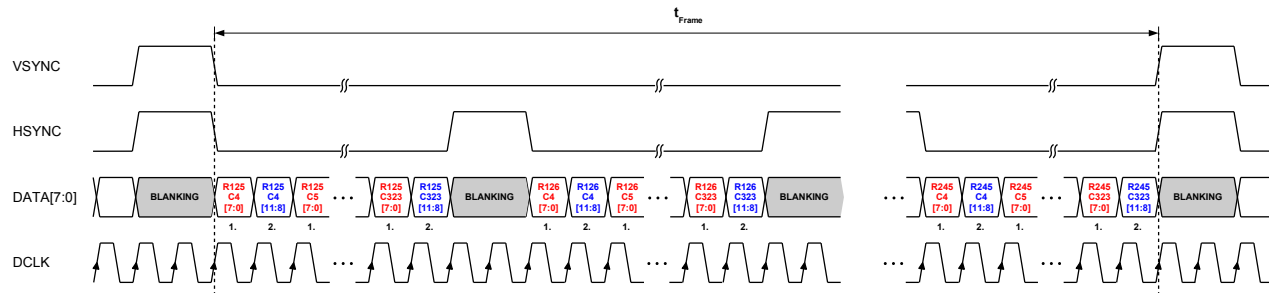 tFrame
VSYNC
HSYNC
DATA[7:0]
BLANKING
R125 C4 [7:0]
R125 C4 [11:8]
R125 C5 [7:0]
···
R125 C323 [7:0]
R125 C323 [11:8]
BLANKING
R126 C4 [7:0]
R126 C4 [11:8]
R126 C5 [7:0]
···
R126 C323 [7:0]
R126 C323 [11:8]
BLANKING
···
R245 C4 [7:0]
R245 C4 [11:8]
R245 C5 [7:0]
···
R245 C323 [7:0]
R245 C323 [11:8]
BLANKING
1. 2. 1. 1. 2. 1. 2. 1. 1. 2. 1. 2. 1. 1. 2.
DCLK
··· ··· ··· ···